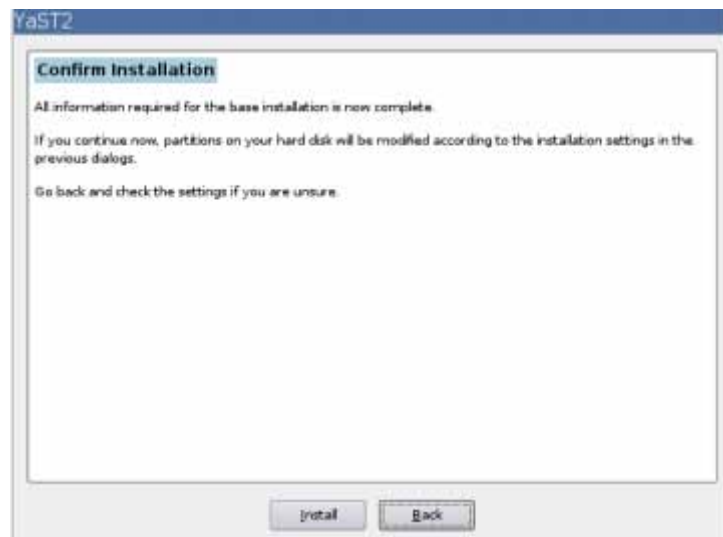 YaST2
Confirm Installation
All information required for the base installation is now complete.
If you continue now, partitions on your hard disk will be modified according to the installation settings in the
previous dialogs.
Go back and check the settings if you are unsure.
Install
Back